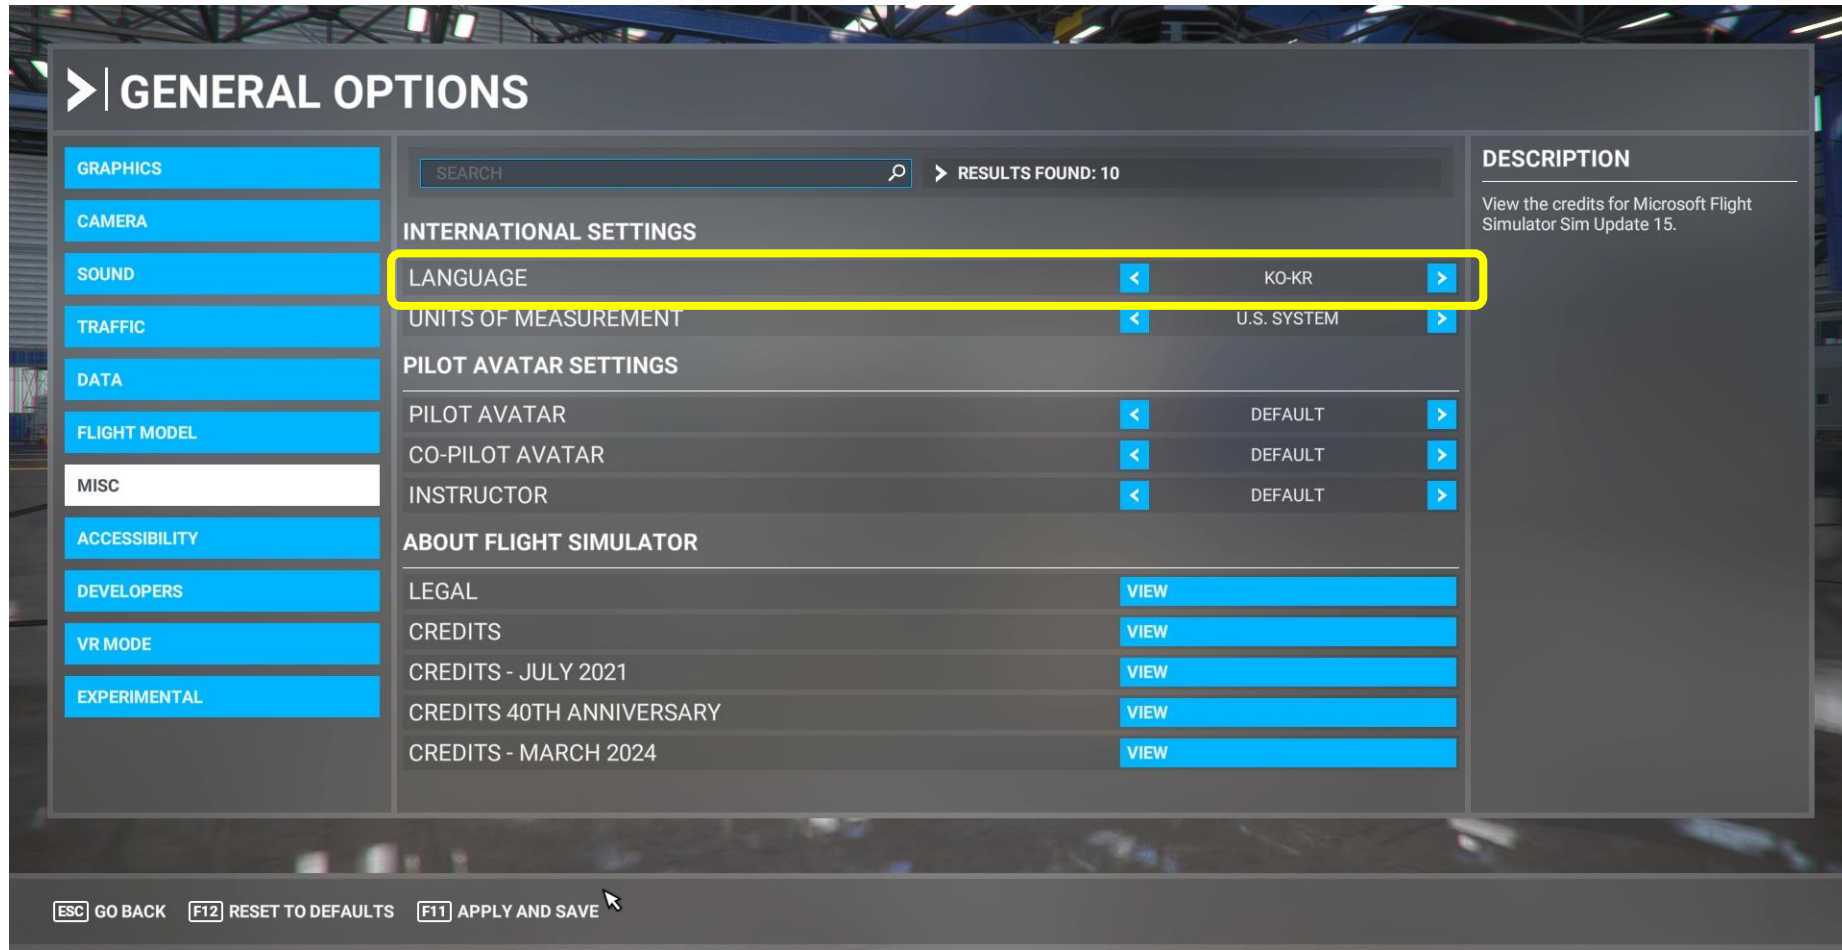 GENERAL OPTIONS
GRAPHICS
CAMERA
SOUND
TRAFFIC
DATA
FLIGHT MODEL
MISC
ACCESSIBILITY
DEVELOPERS
VR MODE
EXPERIMENTAL
SEARCH
RESULTS FOUND: 10
INTERNATIONAL SETTINGS
LANGUAGE KO-KR
UNITS OF MEASUREMENT U.S. SYSTEM
PILOT AVATAR SETTINGS
PILOT AVATAR DEFAULT
CO-PILOT AVATAR DEFAULT
INSTRUCTOR DEFAULT
ABOUT FLIGHT SIMULATOR
LEGAL VIEW
CREDITS VIEW
CREDITS - JULY 2021 VIEW
CREDITS 40TH ANNIVERSARY VIEW
CREDITS - MARCH 2024 VIEW
DESCRIPTION
View the credits for Microsoft Flight
Simulator Sim Update 15.
ESC GO BACK F12 RESET TO DEFAULTS F11 APPLY AND SAVE